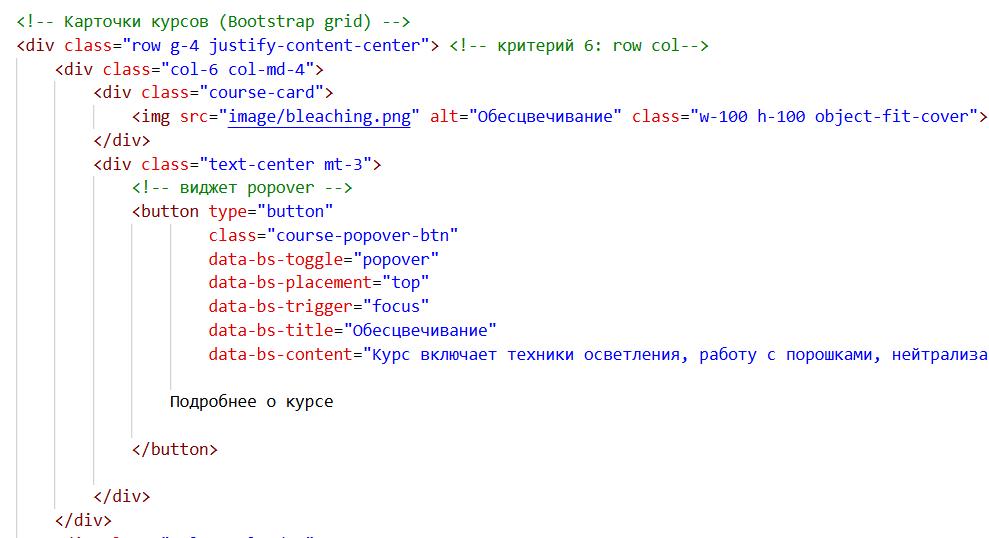 <!-- Карточки курсов (Bootstrap grid) -->
<div class="row g-4 justify-content-center"> <!-- критерий 6: row col-->
<div class="col-6 col-md-4">
<div class="course-card">
<img src="image/bleaching.png" alt="Обесцвечивание" class="w-100 h-100 object-fit-cover">
</div>
<div class="text-center mt-3">
<!-- виджет popover -->
<button type="button"
class="course-popover-btn"
data-bs-toggle="popover"
data-bs-placement="top"
data-bs-trigger="focus"
data-bs-title="Обесцвечивание"
data-bs-content="Курс включает техники осветления, работу с порошками, нейтрализа
Подробнее о курсе
</button>
</div>
</div>